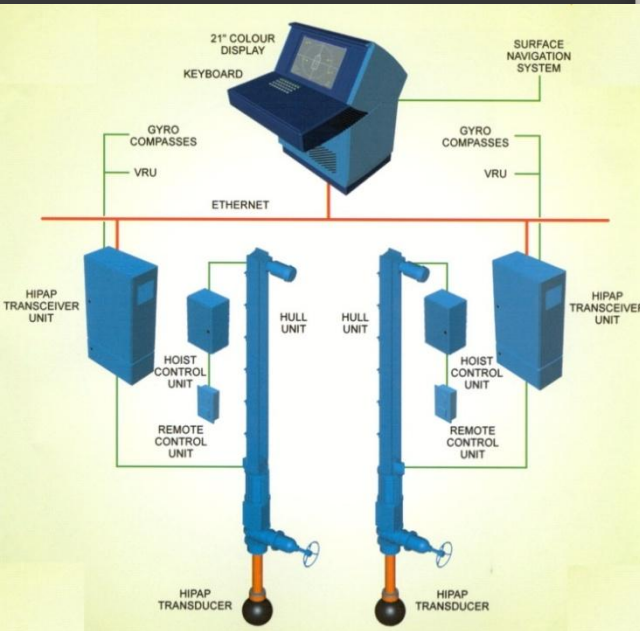 21" COLOUR
DISPLAY
KEYBOARD
SURFACE
NAVIGATION
SYSTEM
GYRO
COMPASSES
VRU
GYRO
COMPASSES
VRU
ETHERNET
HIPAP
TRANSCEIVER
UNIT
HULL
UNIT
HULL
UNIT
HIPAP
TRANSCEIVER
UNIT
HOIST
CONTROL
UNIT
HOIST
CONTROL
UNIT
REMOTE
CONTROL
UNIT
REMOTE
CONTROL
UNIT
HIPAP
TRANSDUCER
HIPAP
TRANSDUCER